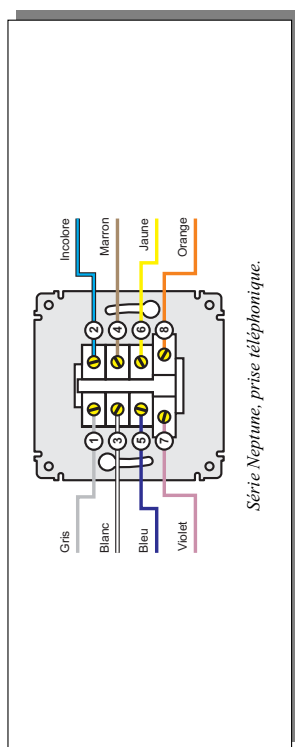 Incolore
Marron
Jaune
Orange
2
4
6
8
1
3
5
7
Gris
Blanc
Bleu
Violet
Série Neptune, prise téléphonique.